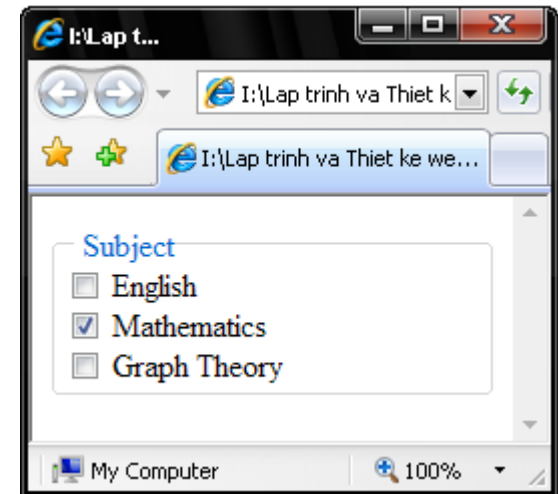 I:\Lap t...
I:\Lap trinh va Thiet k
I:\Lap trinh va Thiet ke we...
Subject
English
Mathematics
Graph Theory
My Computer
100%